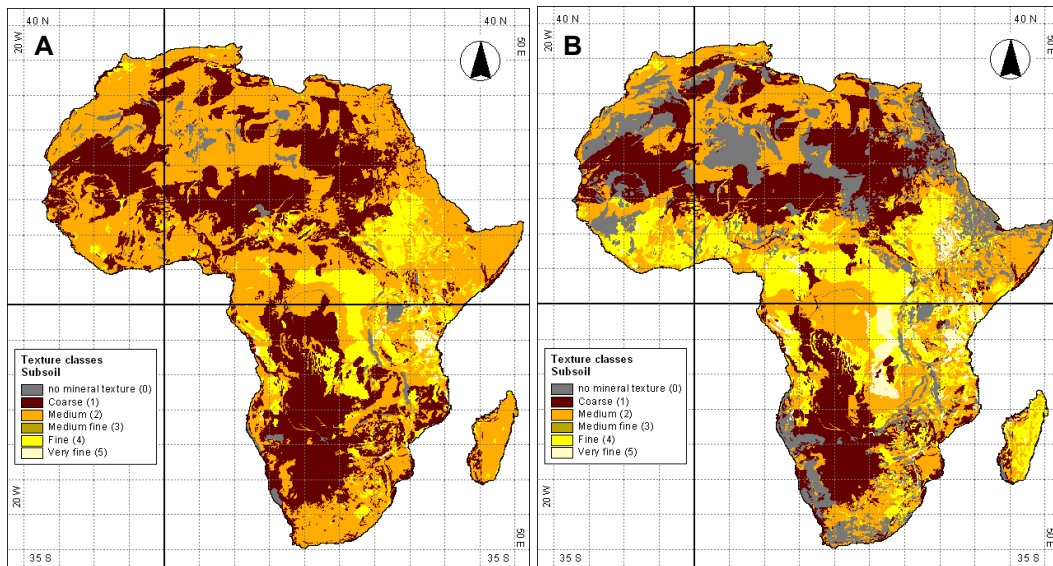 40 N
20 W
A
50 E
Texture classes
Subsoil
no mineral texture (0)
Coarse (1)
Medium (2)
Medium fine (3)
Fine (4)
Very fine (5)
20 W
35 S
35 S
50 E
40 N
20 W
B
40 N
50 E
Texture classes
Subsoil
no mineral texture (0)
Coarse (1)
Medium (2)
Medium fine (3)
Fine (4)
Very fine (5)
20 W
35 S
35 S
50 E
40 N